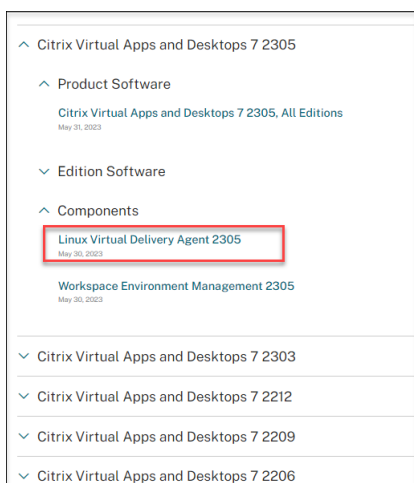 Citrix Virtual Apps and Desktops 7 2305
Product Software
Citrix Virtual Apps and Desktops 7 2305, All Editions
May 31, 2023
Edition Software
Components
Linux Virtual Delivery Agent 2305
May 30, 2023
Workspace Environment Management 2305
May 30, 2023
Citrix Virtual Apps and Desktops 7 2303
Citrix Virtual Apps and Desktops 7 2212
Citrix Virtual Apps and Desktops 7 2209
Citrix Virtual Apps and Desktops 7 2206